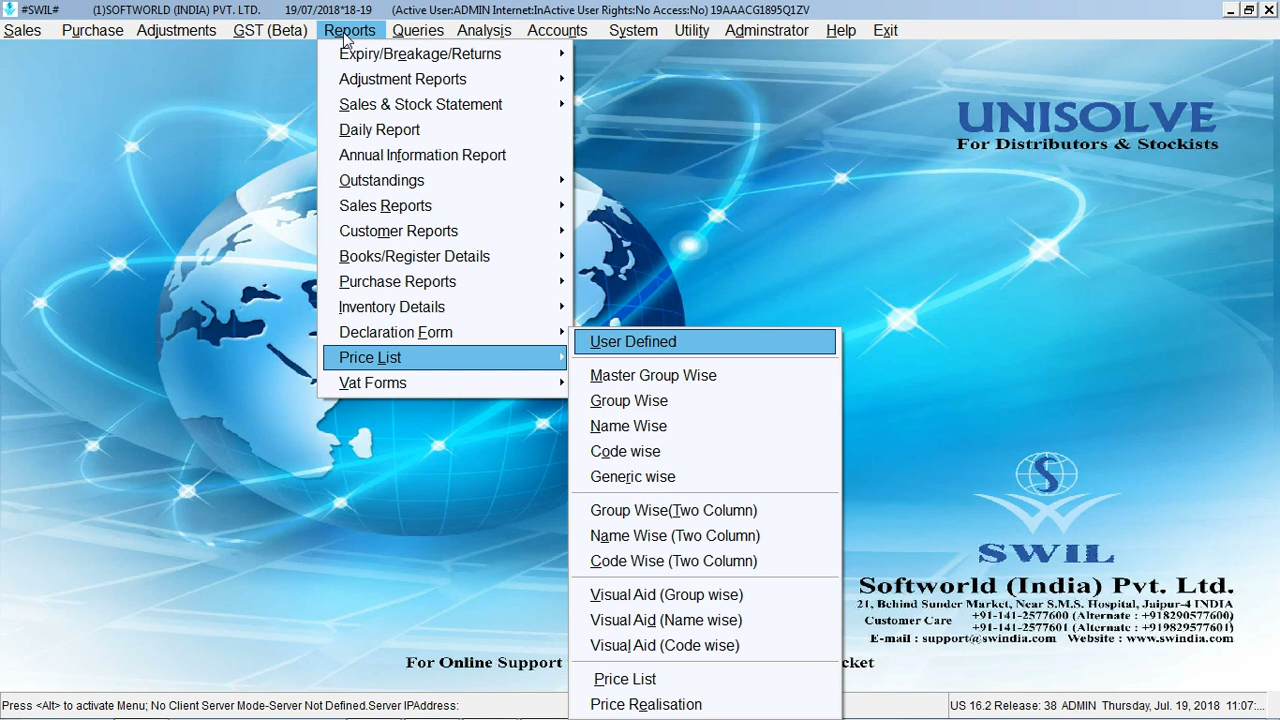 #SWIL# (1)SOFTWORLD (INDIA) PVT. LTD. 19/07/2018*18-19 (Active User:ADMIN Internet:InActive User Rights:No Access:No) 19AAACG1895Q1ZV
Sales Purchase Adjustments GST (Beta) Reports Queries Analysis Accounts System Utility Adminstrator Help Exit
Expiry/Breakage/Returns
Adjustment Reports
Sales & Stock Statement
Daily Report
Annual Information Report
Outstandings
Sales Reports
Customer Reports
Books/Register Details
Purchase Reports
Inventory Details
Declaration Form
Price List
Vat Forms
User Defined
Master Group Wise
Group Wise
Name Wise
Code wise
Generic wise
Group Wise(Two Column)
Name Wise (Two Column)
Code Wise (Two Column)
Visual Aid (Group wise)
Visual Aid (Name wise)
Visual Aid (Code wise)
Price List
Price Realisation
UNISOLVE
For Distributors & Stockists
S
SWIL
Softworld (India) Pvt. Ltd.
21, Behind Sunder Market, Near S.M.S. Hospital, Jaipur-4 INDIA
Customer Care +91-141-2577600 (Alternate : +918290577600)
+91-141-2577601 (Alternate : +919829577601)
E-mail : support@swindia.com Website : www.swindia.com
For Online Support
Press <Alt> to activate Menu; No Client Server Mode-Server Not Defined.Server IPAddress:
US 16.2 Release: 38 ADMIN Thursday, Jul. 19, 2018 11:07:...